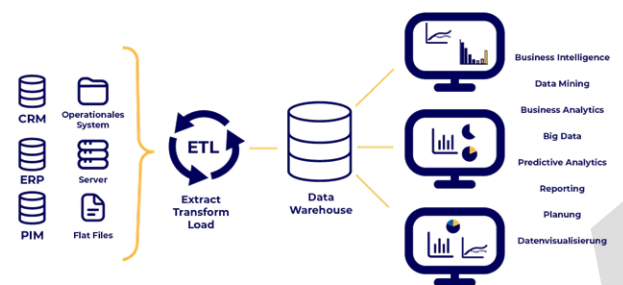 CRM
Operationales
System
ERP
Server
PIM
Flat Files
ETL
Extract
Transform
Load
Data
Warehouse
Business Intelligence
Data Mining
Business Analytics
Big Data
Predictive Analytics
Reporting
Planung
Datenvisualisierung